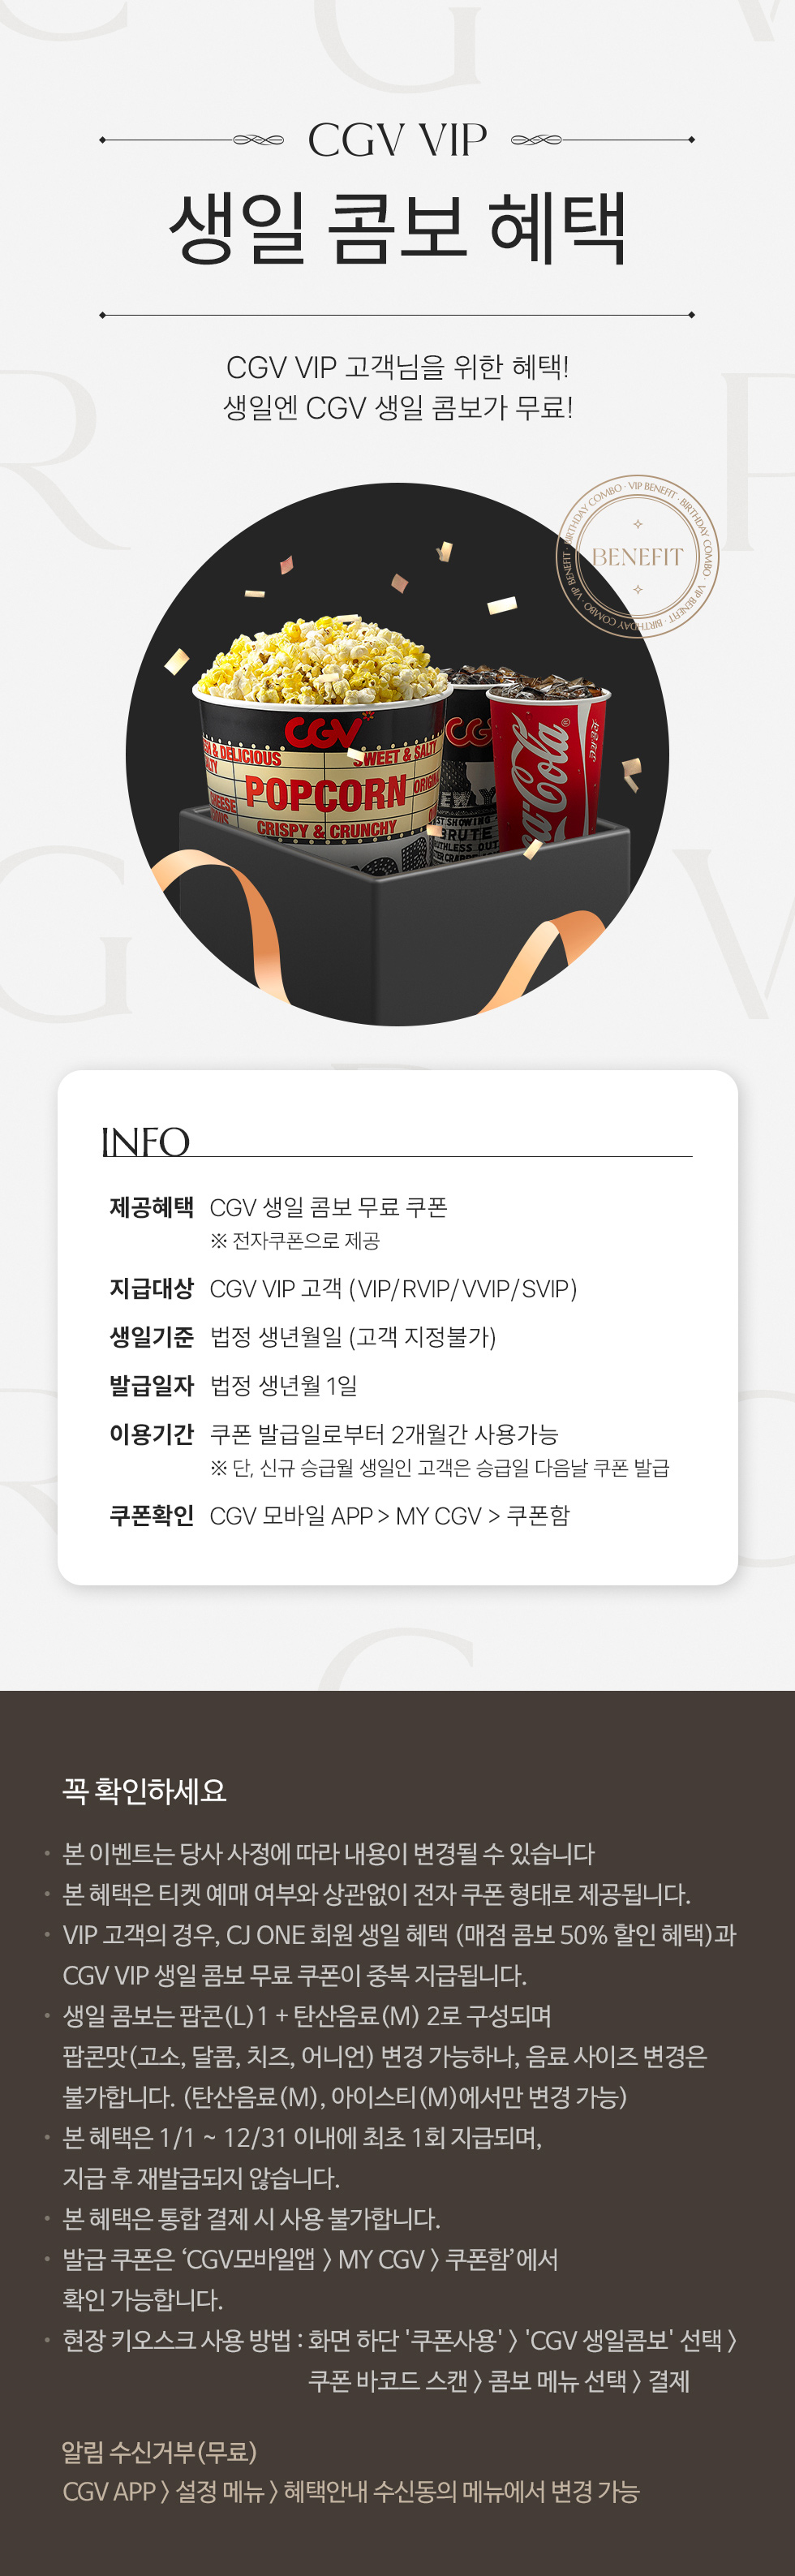 CGV VIP
생일 콤보 혜택
CGV VIP 고객님을 위한 혜택!
생일엔 CGV 생일 콤보가 무료!
BIRTHDAY COMBO · VIP BENEFIT · BIRTHDAY COMBO · VIP BENEFIT · BIRTHDAY COMBO · VIP BENEFIT ·
BENEFIT
CGV
& DELICIOUS
SWEET & SALTY
POPCORN
CHEESE
CRISPY & CRUNCHY
Coca-Cola
INFO
제공혜택 CGV 생일 콤보 무료 쿠폰
※ 전자쿠폰으로 제공
지급대상 CGV VIP 고객 (VIP/RVIP/VVIP/SVIP)
생일기준 법정 생년월일 (고객 지정불가)
발급일자 법정 생년월 1일
이용기간 쿠폰 발급일로부터 2개월간 사용가능
※ 단, 신규 승급월 생일인 고객은 승급일 다음날 쿠폰 발급
쿠폰확인 CGV 모바일 APP > MY CGV > 쿠폰함
꼭 확인하세요
• 본 이벤트는 당사 사정에 따라 내용이 변경될 수 있습니다
• 본 혜택은 티켓 예매 여부와 상관없이 전자 쿠폰 형태로 제공됩니다.
• VIP 고객의 경우, CJ ONE 회원 생일 혜택 (매점 콤보 50% 할인 혜택)과
CGV VIP 생일 콤보 무료 쿠폰이 중복 지급됩니다.
• 생일 콤보는 팝콘(L)1 + 탄산음료(M) 2로 구성되며
팝콘맛(고소, 달콤, 치즈, 어니언) 변경 가능하나, 음료 사이즈 변경은
불가합니다. (탄산음료(M), 아이스티(M)에서만 변경 가능)
• 본 혜택은 1/1 ~ 12/31 이내에 최초 1회 지급되며,
지급 후 재발급되지 않습니다.
• 본 혜택은 통합 결제 시 사용 불가합니다.
• 발급 쿠폰은 ‘CGV모바일앱 > MY CGV > 쿠폰함’에서
확인 가능합니다.
• 현장 키오스크 사용 방법 : 화면 하단 '쿠폰사용' > 'CGV 생일콤보' 선택 >
쿠폰 바코드 스캔 > 콤보 메뉴 선택 > 결제
알림 수신거부(무료)
CGV APP > 설정 메뉴 > 혜택안내 수신동의 메뉴에서 변경 가능